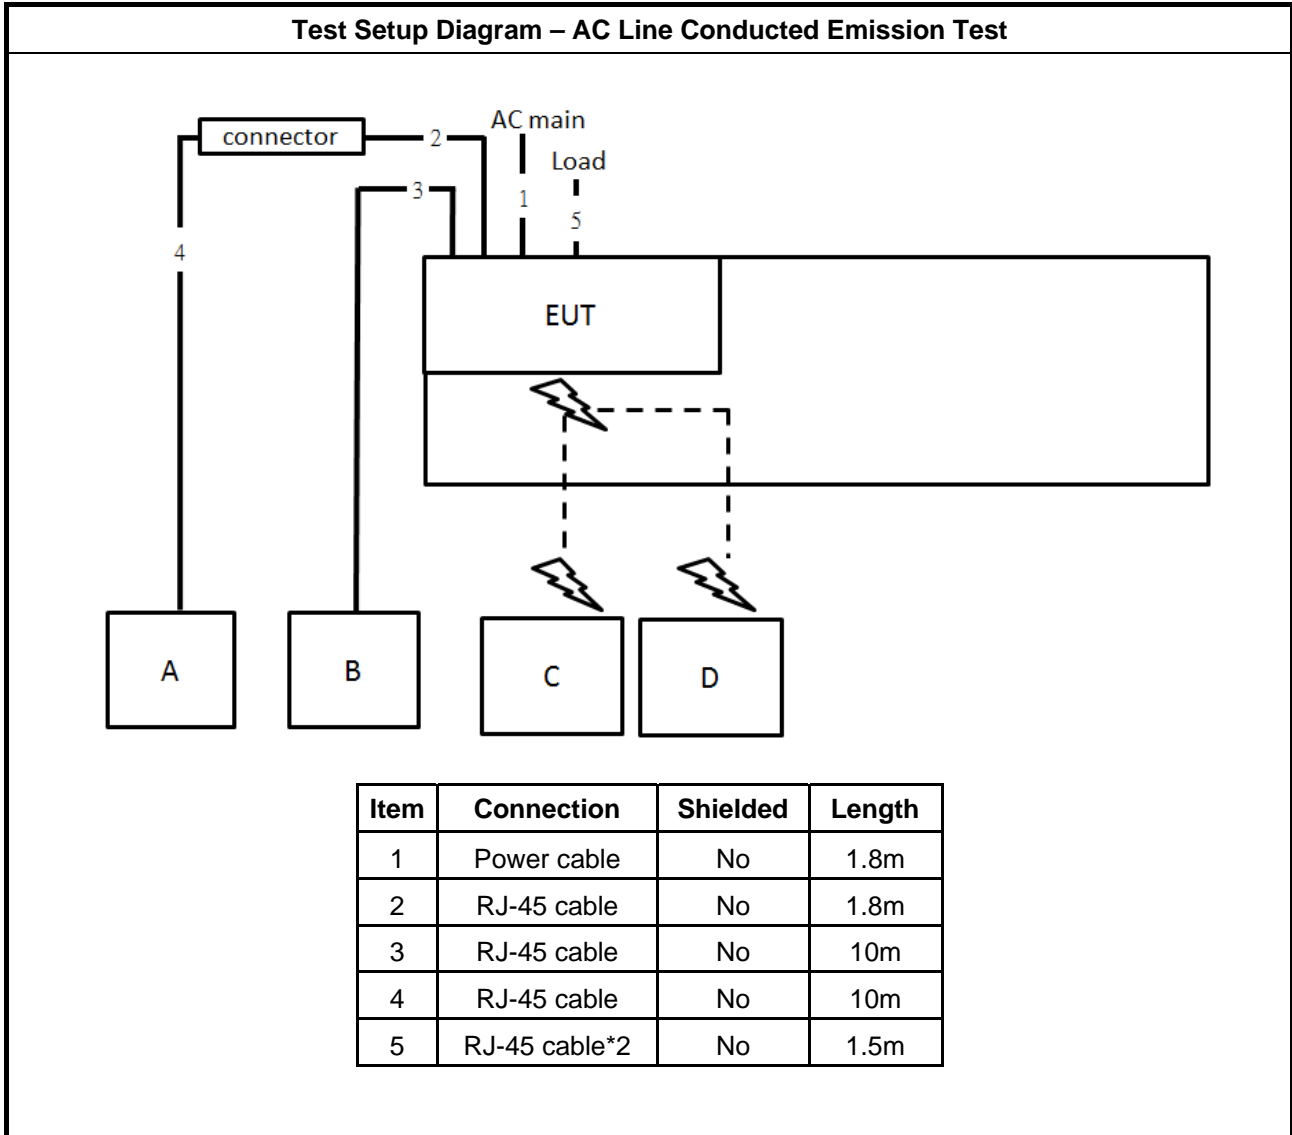 Test Setup Diagram – AC Line Conducted Emission Test
AC main
connector
2
Load
3
1
5
4
EUT
A
B
C
D
Item Connection Shielded Length
1 Power cable No 1.8m
2 RJ-45 cable No 1.8m
3 RJ-45 cable No 10m
4 RJ-45 cable No 10m
5 RJ-45 cable*2 No 1.5m